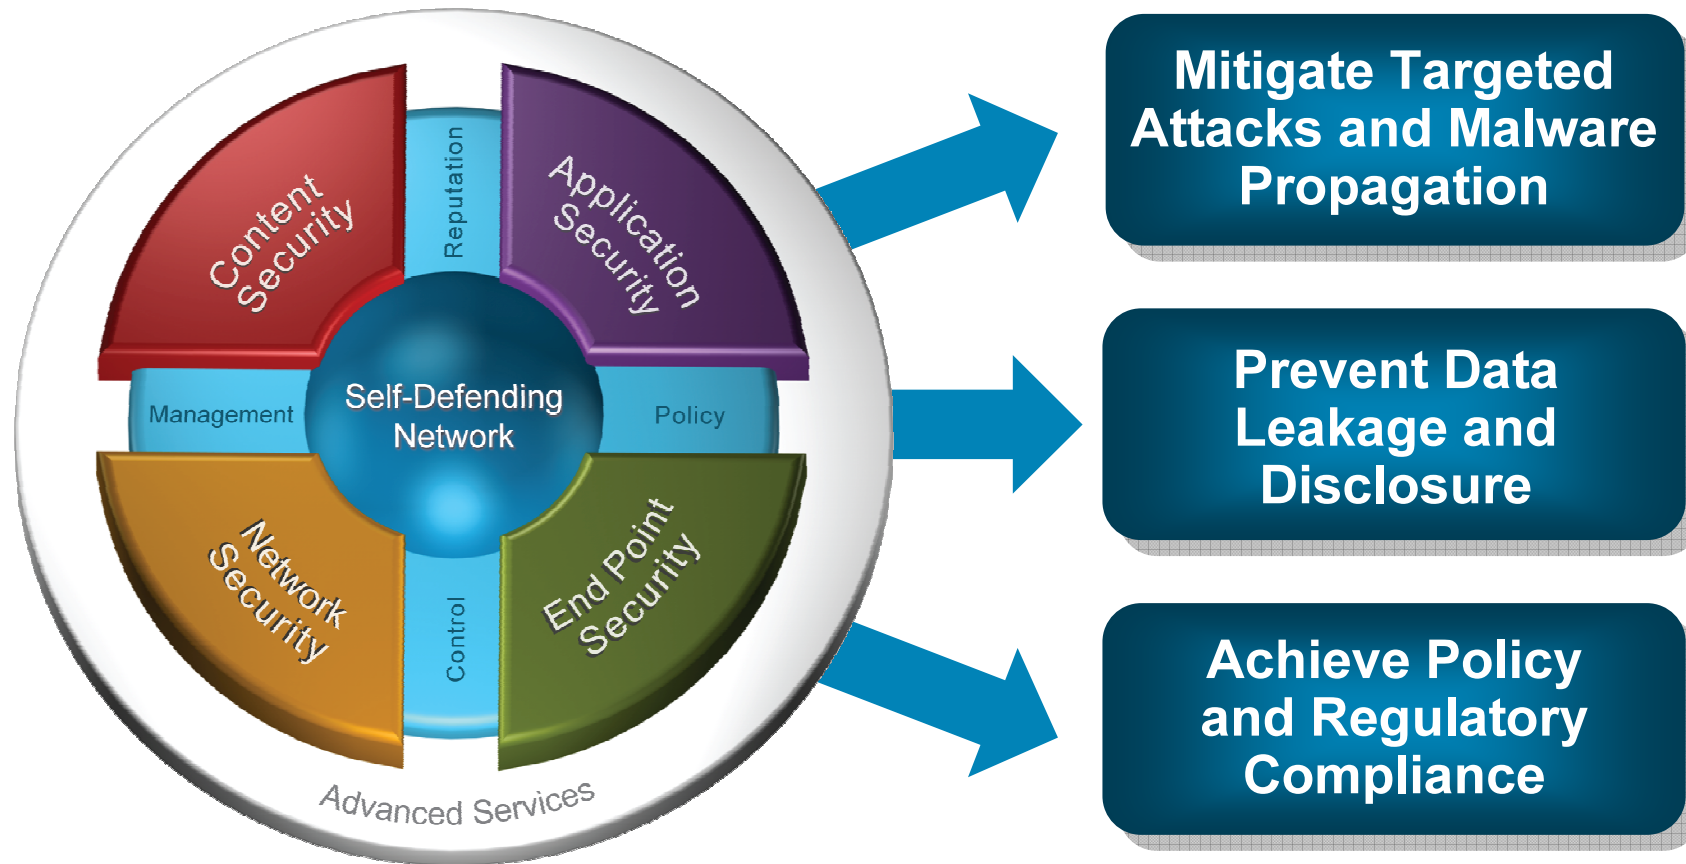 Content
Security
Reputation
Application
Security
Management
Self-Defending
Network
Policy
Network
Security
Control
End Point
Security
Advanced Services
Mitigate Targeted
Attacks and Malware
Propagation
Prevent Data
Leakage and
Disclosure
Achieve Policy
and Regulatory
Compliance